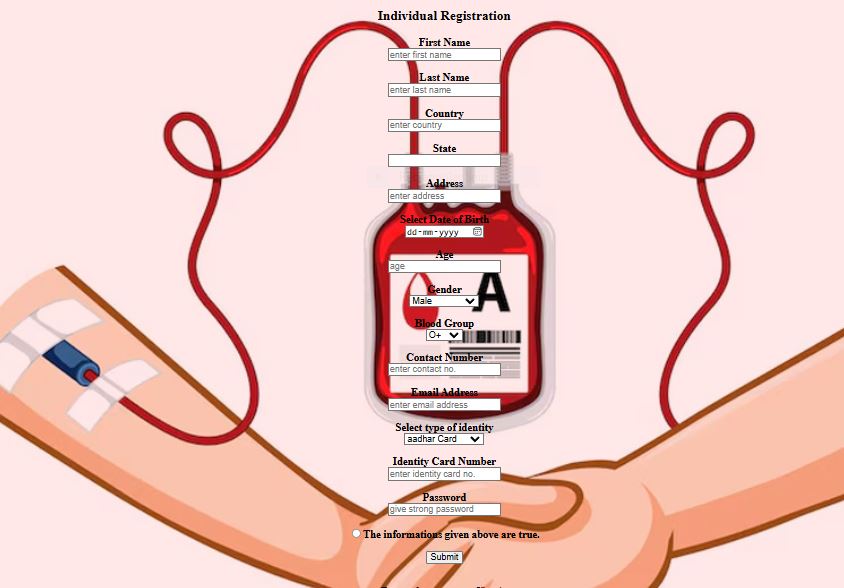 Individual Registration
First Name
enter first name
Last Name
enter last name
Country
enter country
State
Address
enter address
Select Date of Birth
dd-mm-yyyy
Age
age
A
Gender
Male
Blood Group
O+
Contact Number
enter contact no.
Email Address
enter email address
Select type of identity
aadhar Card
Identity Card Number
enter identity card no.
Password
give strong password
The informations given above are true.
Submit